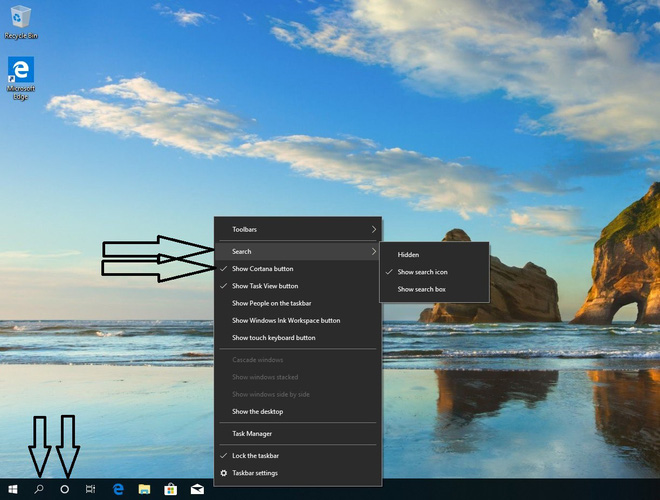 Recycle Bin
Microsoft
Edge
Toolbars
Search
Show Cortana button
Show Task View button
Show People on the taskbar
Show Windows Ink Workspace button
Show touch keyboard button
Cascade windows
Show windows stacked
Show windows side by side
Show the desktop
Task Manager
Lock the taskbar
Taskbar settings
Hidden
Show search icon
Show search box